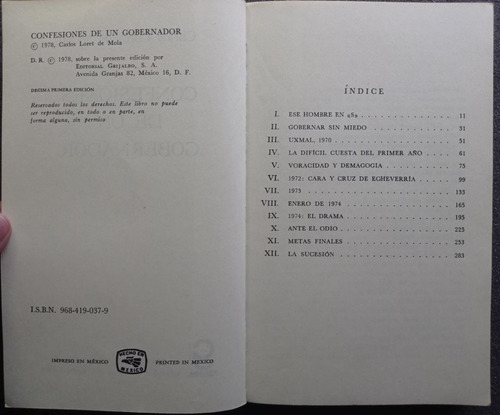 CONFESIONES DE UN GOBERNADOR
© 1978, Carlos Loret de Mola
D. R. © 1978, sobre la presente edición por
EDITORIAL GRIJALBO, S. A.
Avenida Granjas 82, México 16, D. F.
DECIMA PRIMERA EDICIÓN
Reservados todos los derechos. Este libro no puede
ser reproducido, en todo o en parte, en
forma alguna, sin permiso
I.S.B.N. 968-419-037-9
IMPRESO EN MÉXICO
HECHO EN MEXICO
PRINTED IN MEXICO
ÍNDICE
I. ESE HOMBRE EN 11
II. GOBERNAR SIN MIEDO 31
III. UXMAL, 1970 51
IV. LA DIFÍCIL CUESTA DEL PRIMER AÑO 61
V. VORACIDAD Y DEMAGOGIA 75
VI. 1972: CARA Y CRUZ DE ECHEVERRÍA 99
VII. 1973 133
VIII. ENERO DE 1974 165
IX. 1974: EL DRAMA 195
X. ANTE EL ODIO 225
XI. METAS FINALES 253
XII. LA SUCESIÓN 283